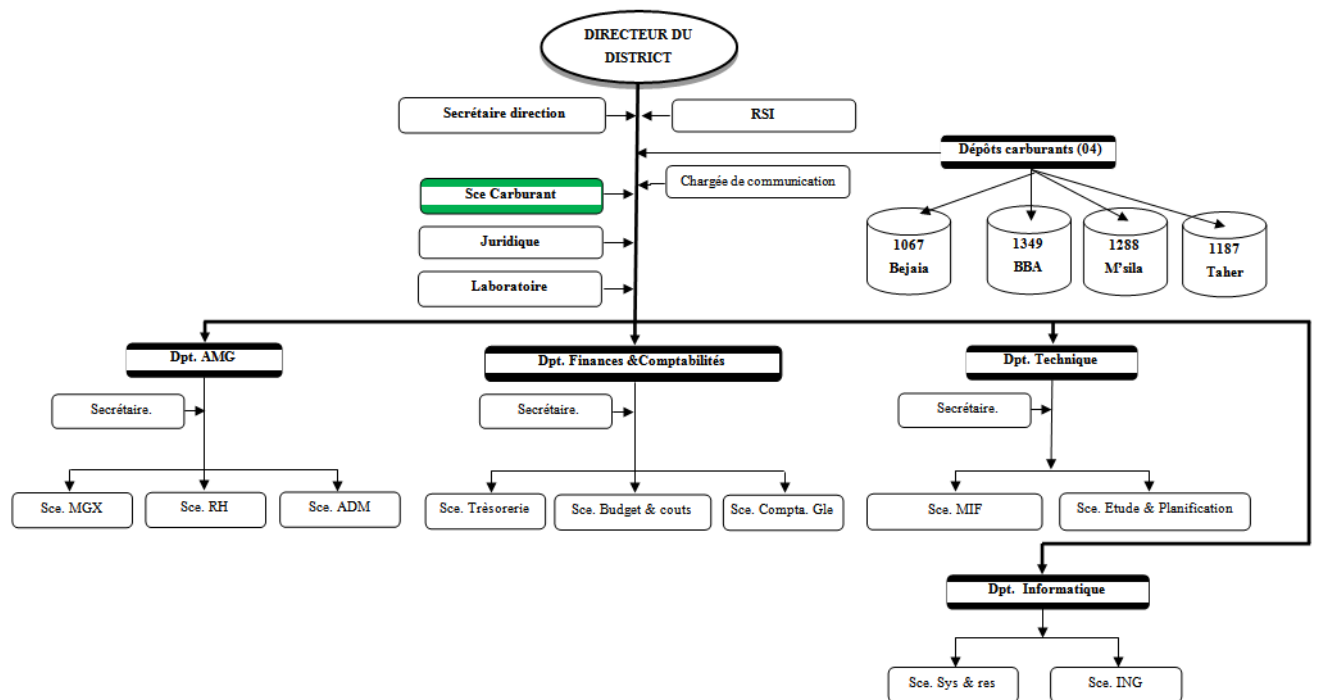 DIRECTEUR DU
DISTRICT
Secrétaire direction
RSI
Dépôts carburants (04)
Chargée de communication
Sce Carburant
1067
Bejaia
1349
BBA
1288
M'sila
1187
Taher
Juridique
Laboratoire
Dpt. AMG
Dpt. Finances &Comptabilités
Dpt. Technique
Secrétaire.
Secrétaire.
Secrétaire.
Sce. MGX
Sce. RH
Sce. ADM
Sce. Trèsorerie
Sce. Budget & couts
Sce. Compta. Gle
Sce. MIF
Sce. Etude & Planification
Dpt.  Informatique
Sce. Sys & res
Sce. ING